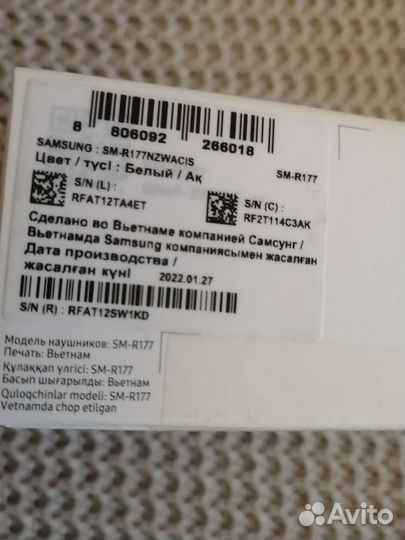 8 806092 266018
SAMSUNG : SM-R177NZWACIS
SM-R177
Цвет / түсі : Белый / Ақ
S/N (L) :
RFAT12TA4ET
S/N (C) :
RF2T114C3AK
Сделано во Вьетнаме компанией Самсунг /
Вьетнамда Samsung компаниясымен жасалған
Дата производства /
жасалған күні
2022.01.27
S/N (R) : RFAT12SW1KD
Модель наушников: SM-R177
Печать: Вьетнам
Құлаққап үлгісі: SM-R177
Басып шығарылды: Вьетнам
Quloqchinlar modeli: SM-R177
Vetnamda chop etilgan
Avito